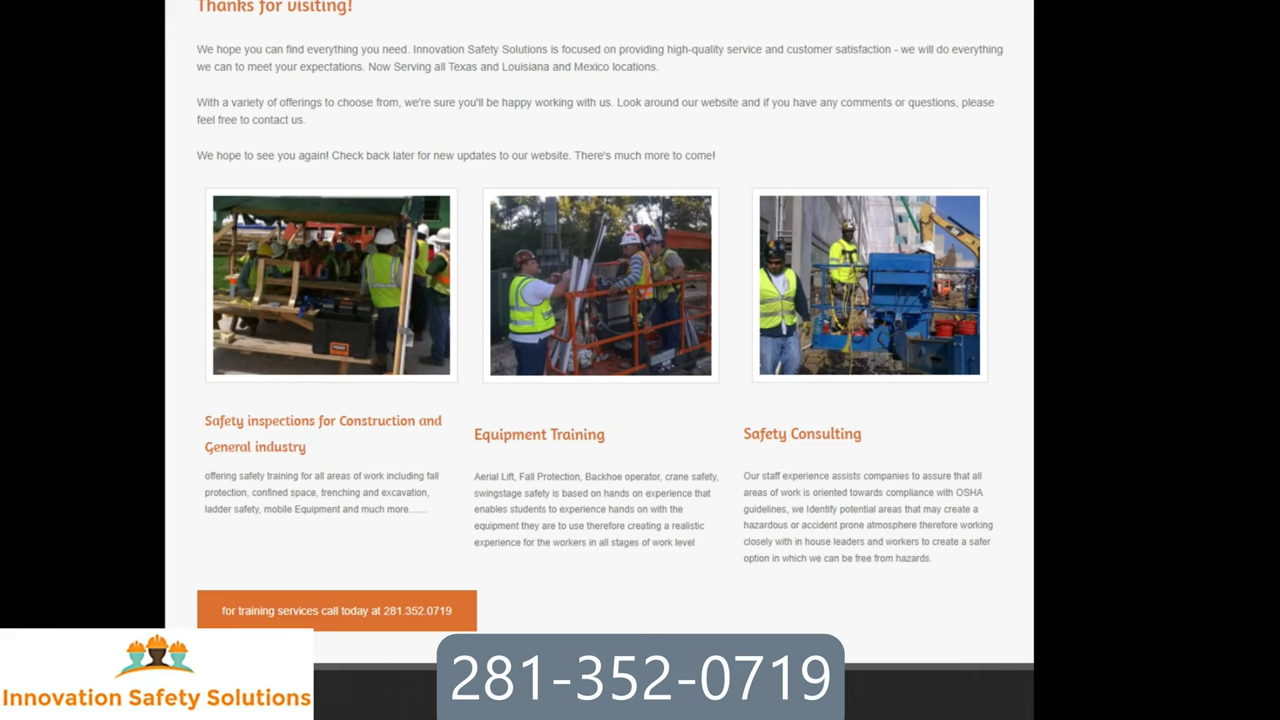 Thanks for visiting!
We hope you can find everything you need. Innovation Safety Solutions is focused on providing high-quality service and customer satisfaction - we will do everything
we can to meet your expectations. Now Serving all Texas and Louisiana and Mexico locations.
With a variety of offerings to choose from, we're sure you'll be happy working with us. Look around our website and if you have any comments or questions, please
feel free to contact us.
We hope to see you again! Check back later for new updates to our website. There's much more to come!
Safety inspections for Construction and
General industry
offering safety training for all areas of work including fall
protection, confined space, trenching and excavation,
ladder safety, mobile Equipment and much more.......
Equipment Training
Aerial Lift, Fall Protection, Backhoe operator, crane safety,
swingstage safety is based on hands on experience that
enables students to experience hands on with the
equipment they are to use therefore creating a realistic
experience for the workers in all stages of work level
Safety Consulting
Our staff experience assists companies to assure that all
areas of work is oriented towards compliance with OSHA
guidelines, we Identify potential areas that may create a
hazardous or accident prone atmosphere therefore working
closely with in house leaders and workers to create a safer
option in which we can be free from hazards.
for training services call today at 281.352.0719
Innovation Safety Solutions
281-352-0719